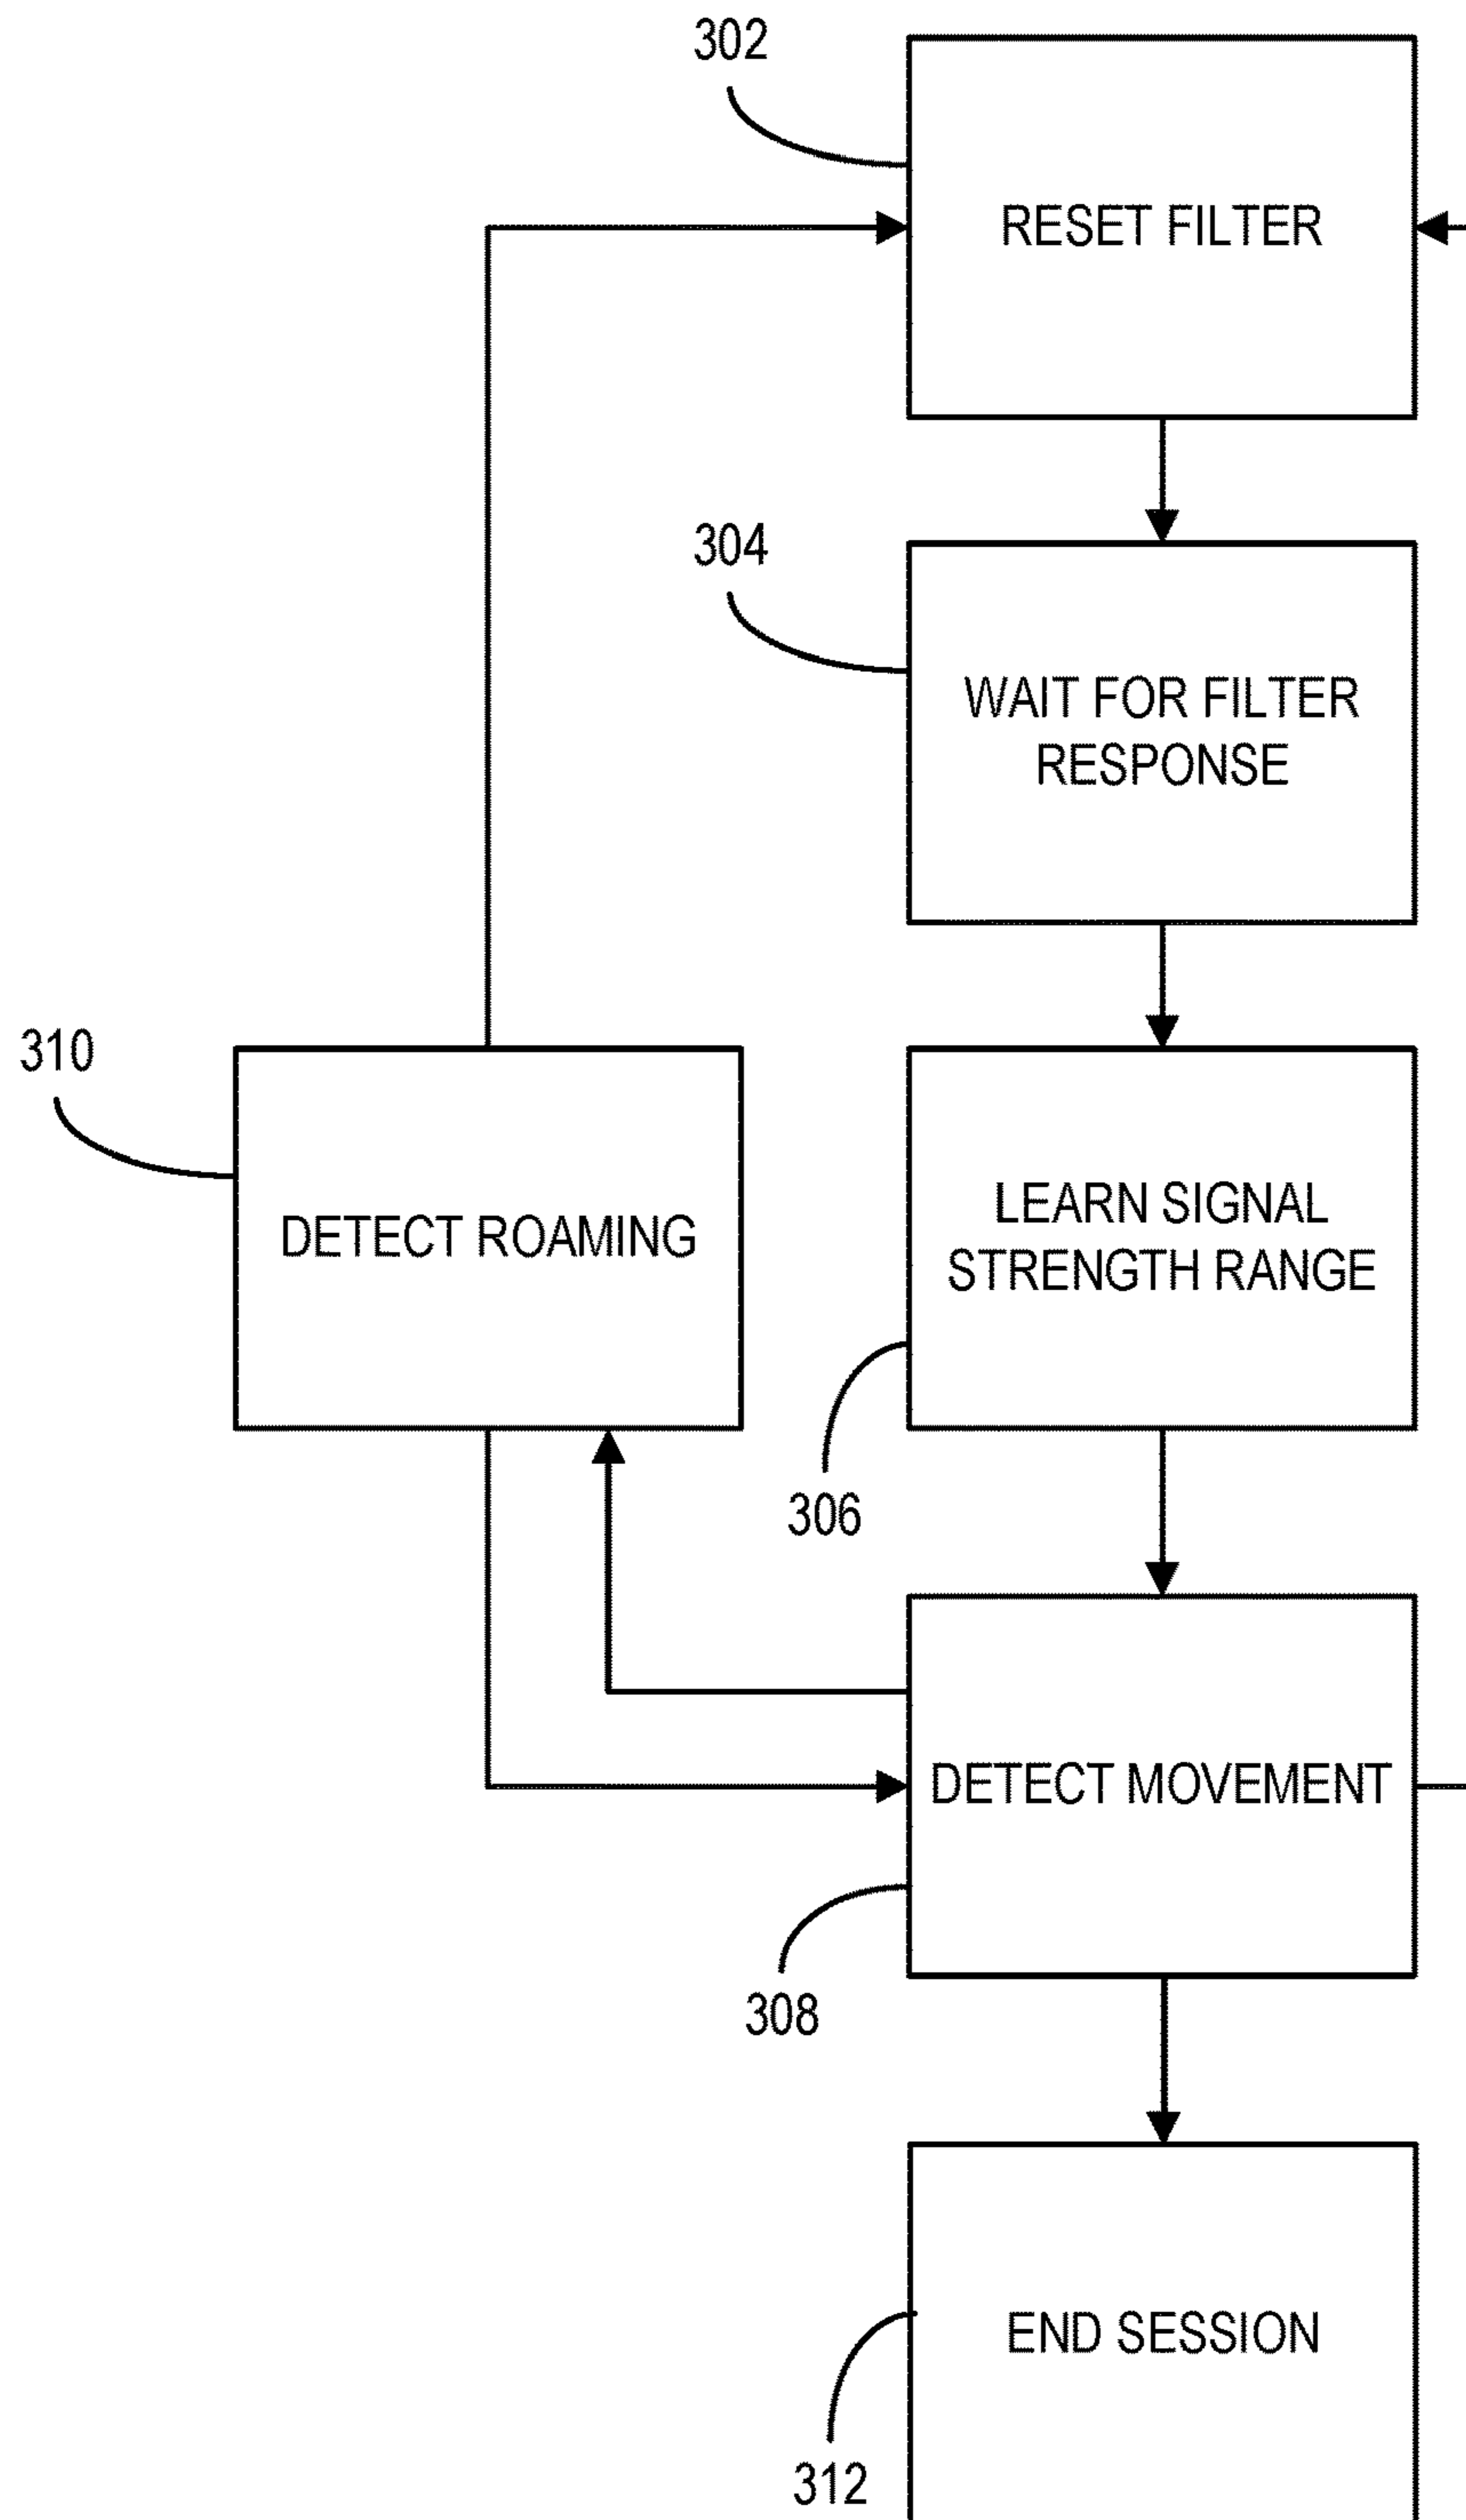 302
RESET FILTER
304
WAIT FOR FILTER
RESPONSE
310
DETECT ROAMING
LEARN SIGNAL
STRENGTH RANGE
306
DETECT MOVEMENT
308
END SESSION
312